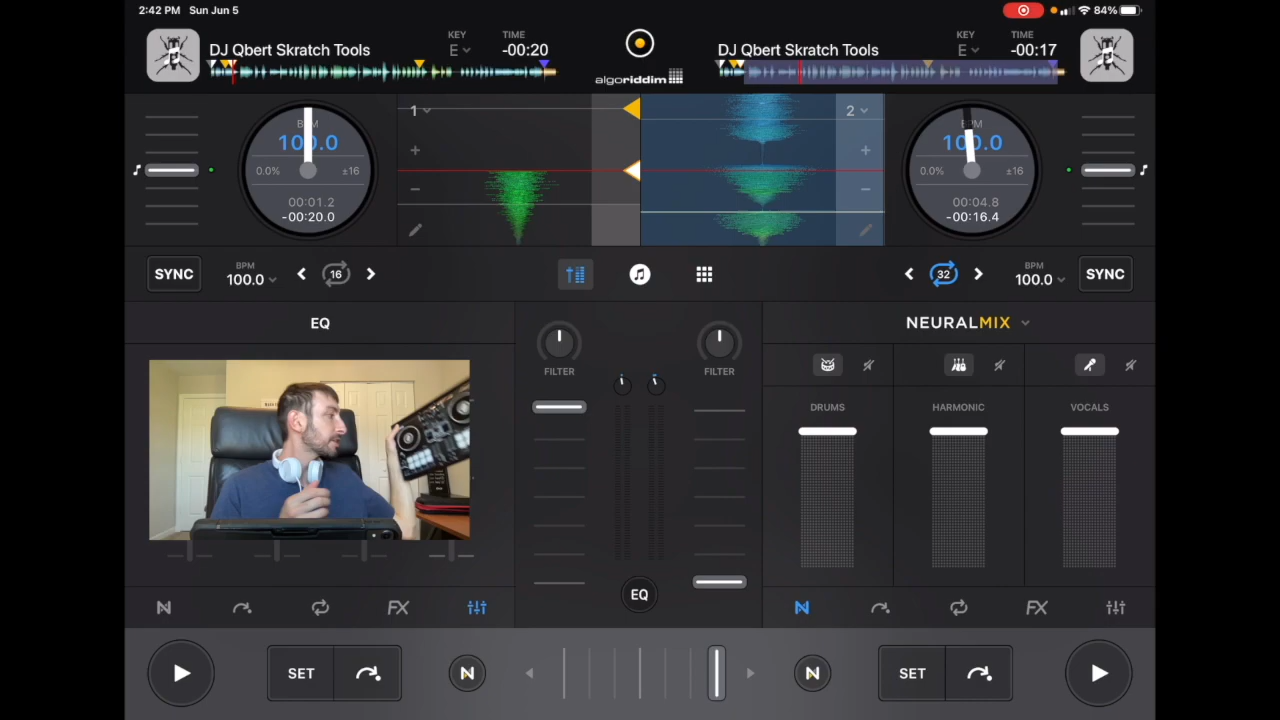 2:42 PM Sun Jun 5
84%
DJ Qbert Skratch Tools
KEY
E
TIME
-00:20
algoriddim
DJ Qbert Skratch Tools
KEY
E
TIME
-00:17
BPM
100.0
0.0% ±16
00:01.2
-00:20.0
1
2
BPM
100.0
0.0% ±16
00:04.8
-00:16.4
SYNC
BPM
100.0
16
32
BPM
100.0
SYNC
EQ
FILTER
FILTER
NEURALMIX
DRUMS
HARMONIC
VOCALS
EQ
FX
FX
SET
SET